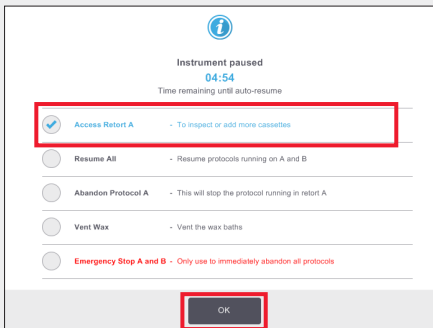 i
Instrument paused
04:54
Time remaining until auto-resume
Access Retort A - To inspect or add more cassettes
Resume All - Resume protocols running on A and B
Abandon Protocol A - This will stop the protocol running in retort A
Vent Wax - Vent the wax baths
Emergency Stop A and B - Only use to immediately abandon all protocols
OK